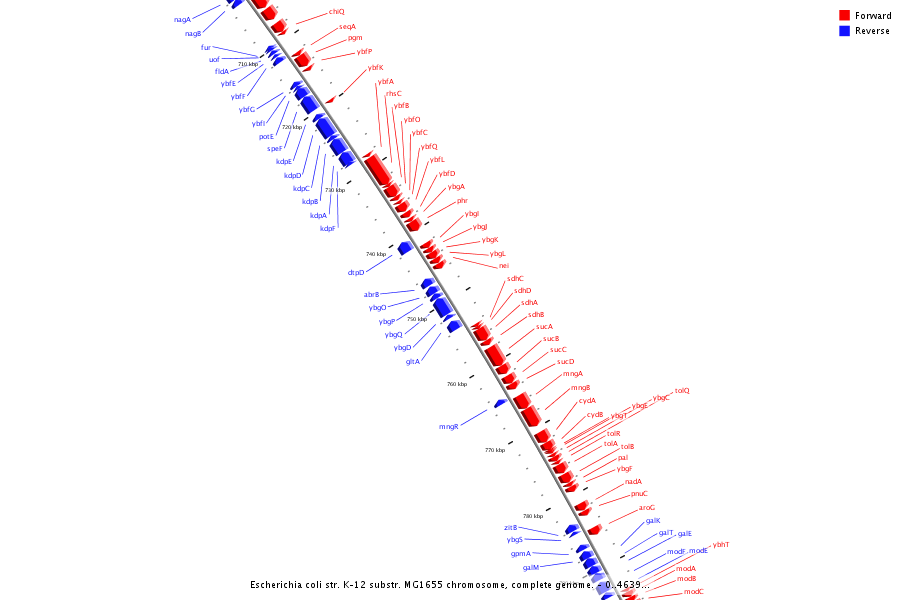 Forward
Reverse
nagA
nagB
fur
uof
fldA
ybfE
ybfF
ybfG
ybfI
potE
speF
kdpE
kdpD
kdpC
kdpB
kdpA
kdpF
dtpD
abrB
ybgO
ybgP
ybgQ
ybgD
gltA
mngR
zitB
ybgS
gpmA
galM
710 kbp
720 kbp
730 kbp
740 kbp
750 kbp
760 kbp
770 kbp
780 kbp
chiQ
seqA
pgm
ybfP
ybfK
ybfA
rhsC
ybfB
ybfO
ybfC
ybfQ
ybfL
ybfD
ybgA
phr
ybgI
ybgJ
ybgK
ybgL
nei
sdhC
sdhD
sdhA
sdhB
sucA
sucB
sucC
sucD
mngA
mngB
cydA
cydB
ybgT
ybgE
ybgC
tolQ
tolR
tolA
tolB
pal
ybgF
nadA
pnuC
aroG
galK
galT
galE
modF
modE
ybhT
modA
modB
modC
Escherichia coli str. K-12 substr. MG1655 chromosome, complete genome. - 0..4639...